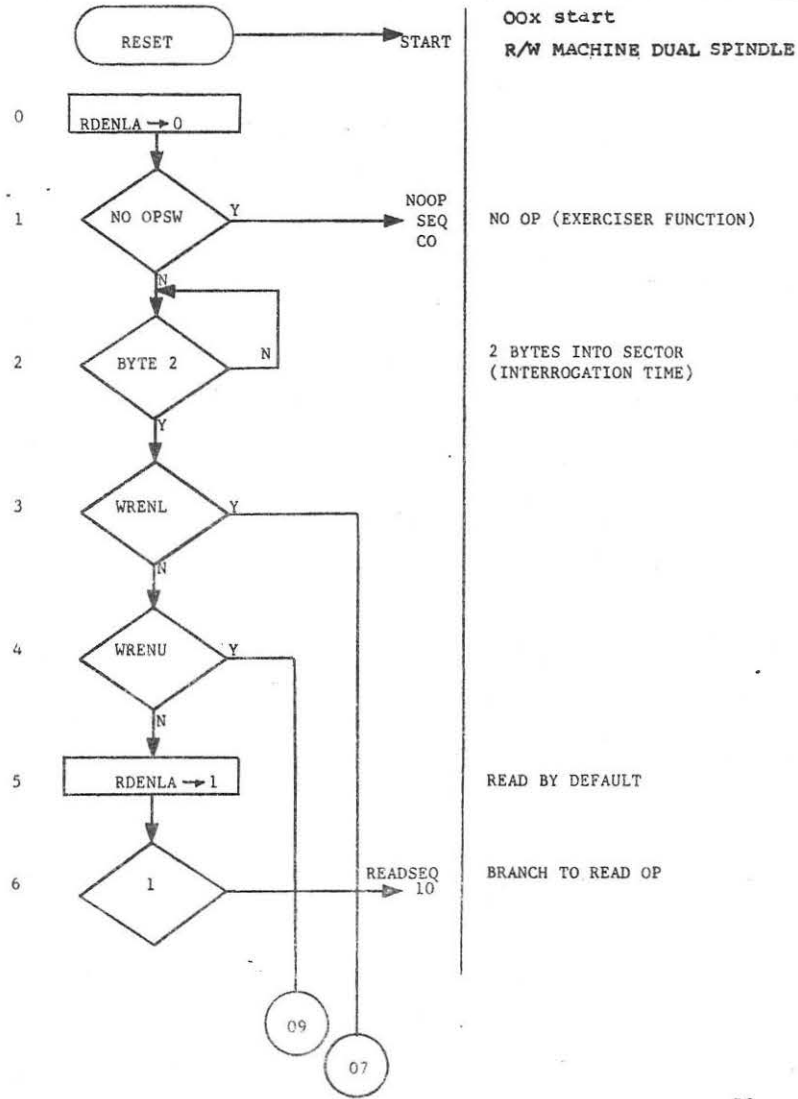 OOx start
RESET
START
R/W MACHINE DUAL SPINDLE
0
RDENLA → 0
1
NO OPSW
Y
NOOP
SEQ
CO
NO OP (EXERCISER FUNCTION)
N
2
BYTE 2
N
2 BYTES INTO SECTOR
(INTERROGATION TIME)
Y
3
WRENL
Y
N
4
WRENU
Y
N
5
RDENLA → 1
READ BY DEFAULT
6
1
READSEQ
10
BRANCH TO READ OP
09
07